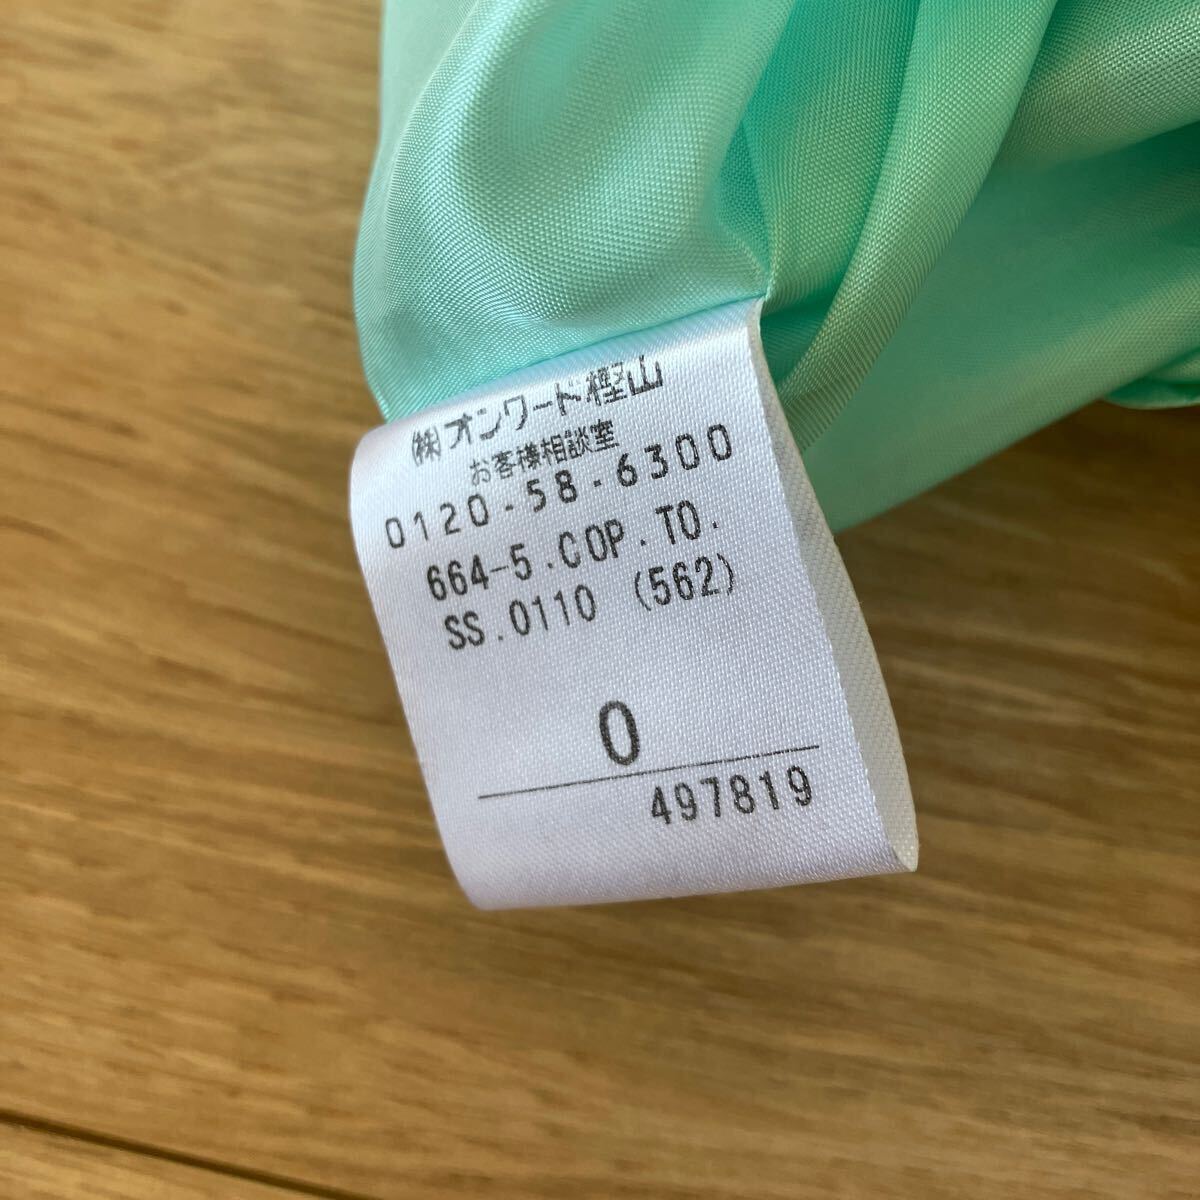 ㈱オンワード樫山
お客様相談室
0120-58-6300
664-5.COP.TO.
SS.0110 (562)
0
497819